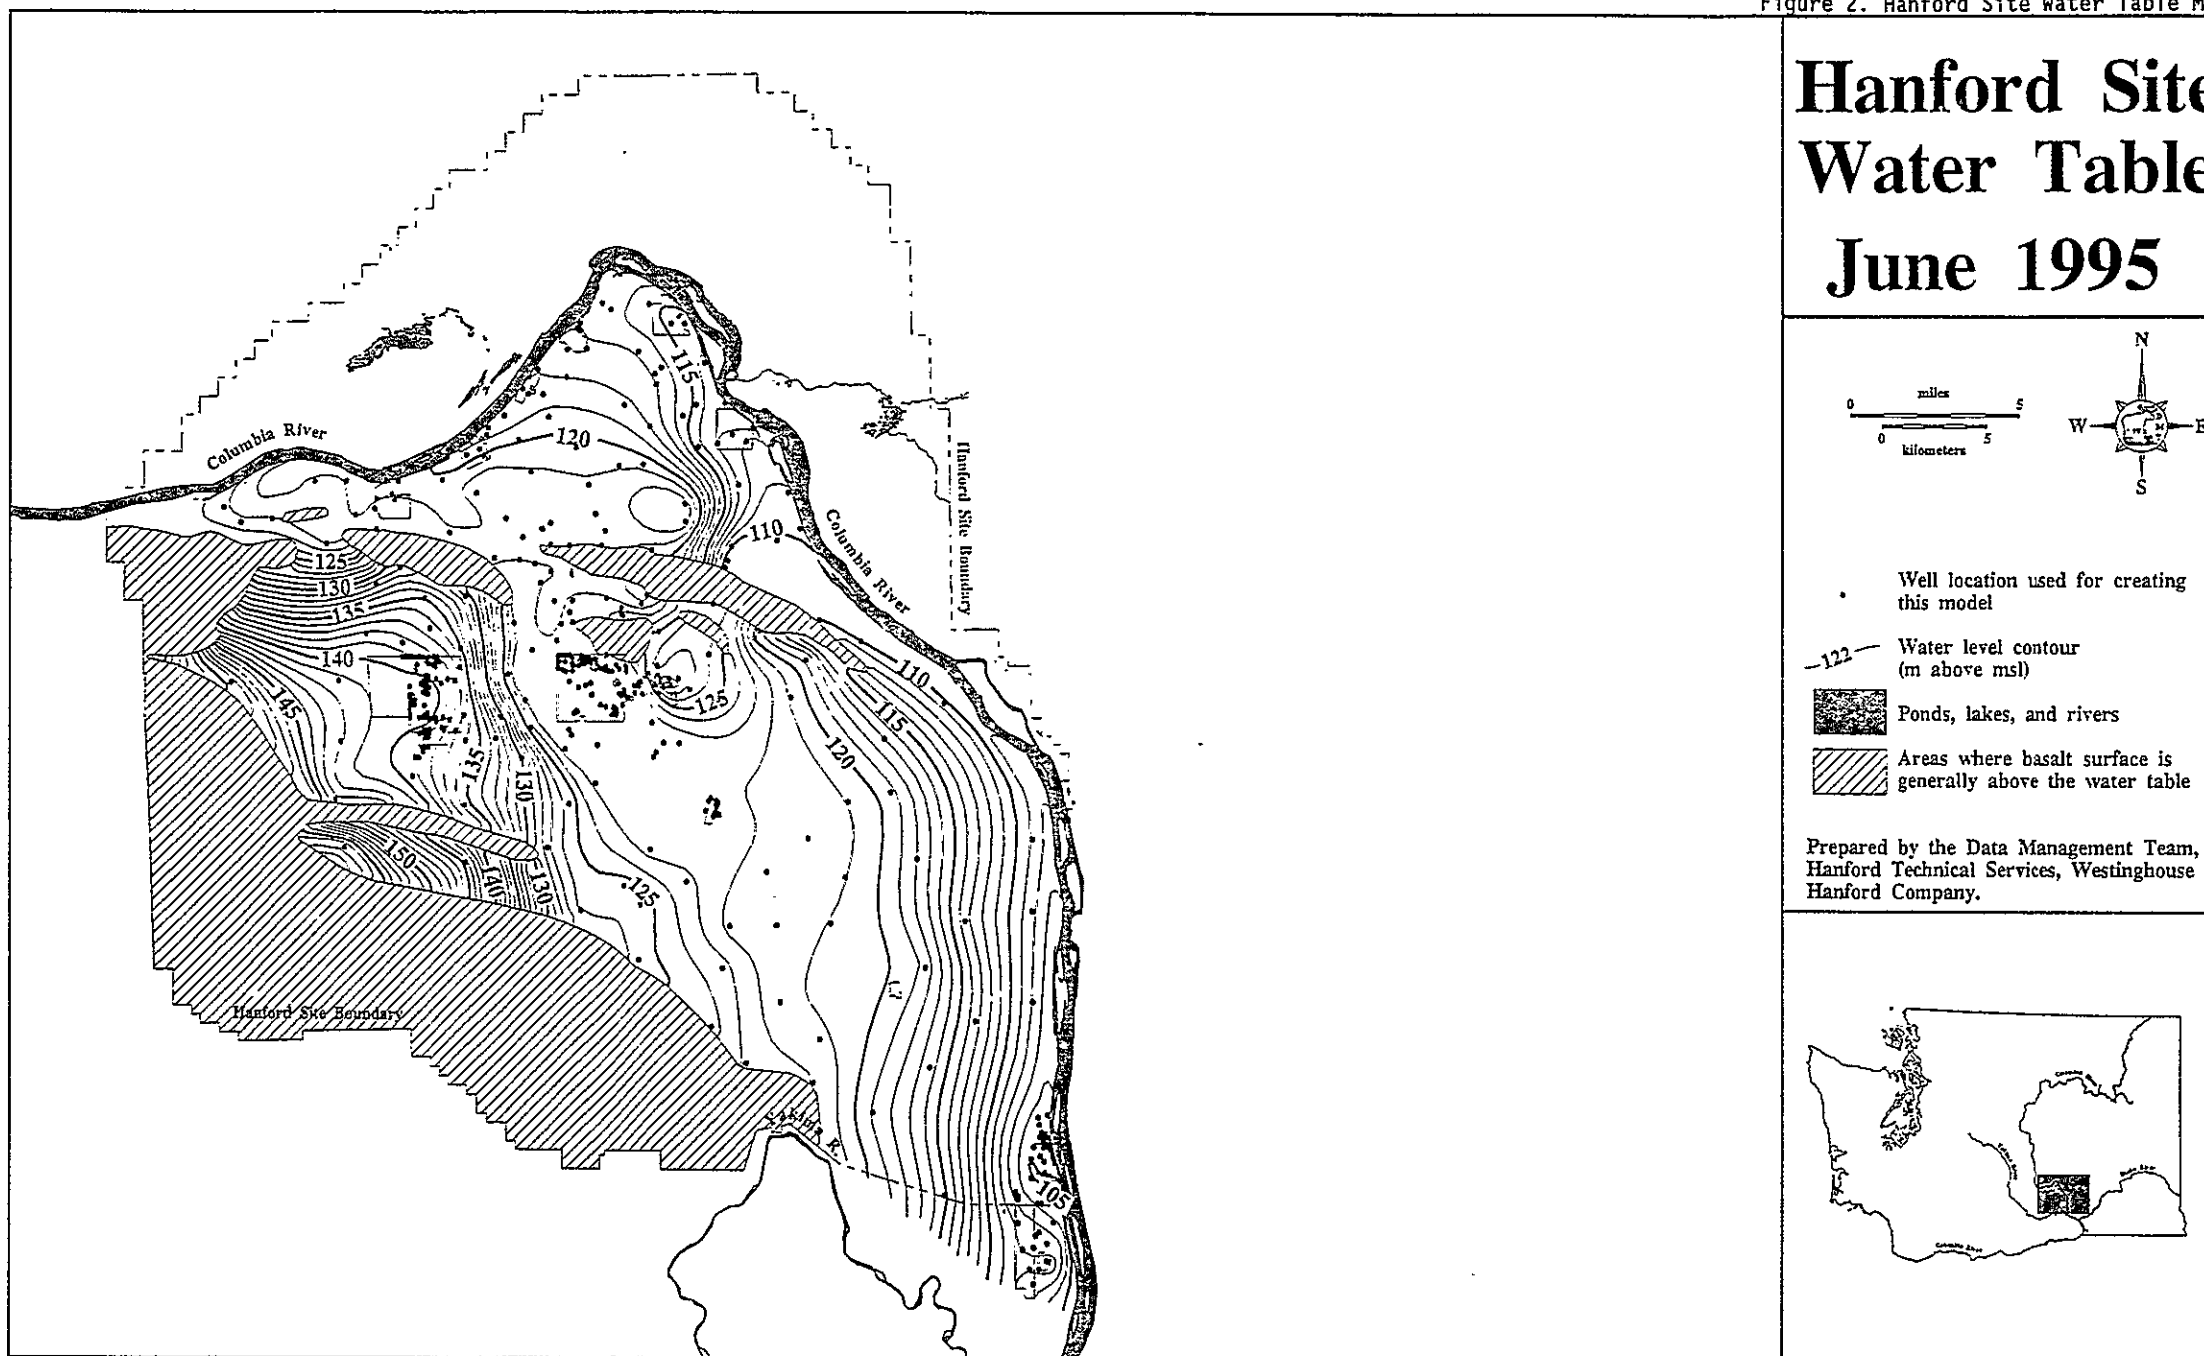 Figure 2. Hanford Site Water Table M
Hanford Site
Water Table
June 1995
miles
0 5
0 5
kilometers
N
W E
S
Well location used for creating
this model
-122-
Water level contour
(m above msl)
Ponds, lakes, and rivers
Areas where basalt surface is
generally above the water table
Prepared by the Data Management Team,
Hanford Technical Services, Westinghouse
Hanford Company.
Columbia River
Columbia River
Hanford Site Boundary
Hanford Site Boundary
Yakima R.
115
120
110
125
130
135
140
145
125
110
115
120
135
130
150
140
130
125
105